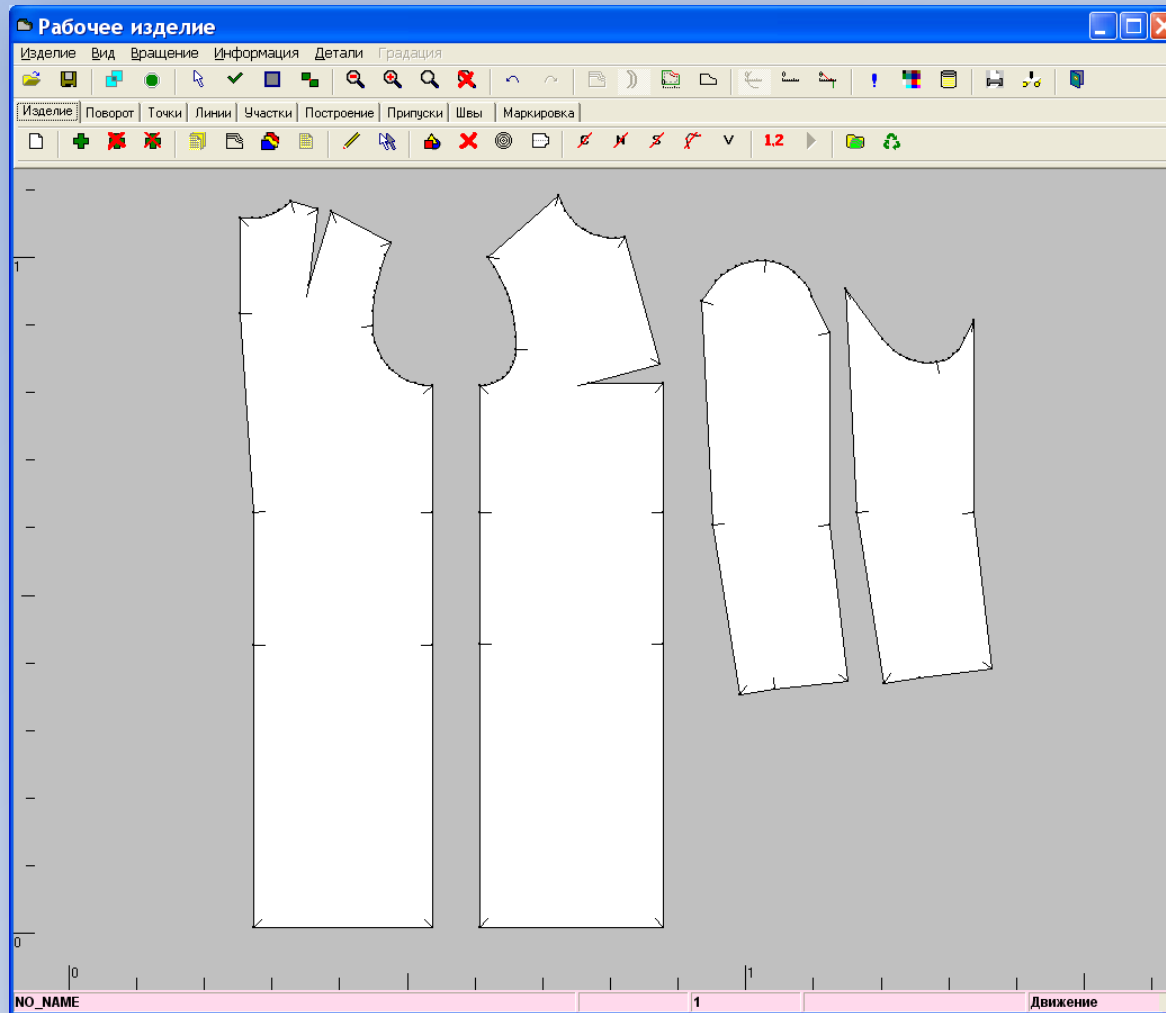 Рабочее изделие
Изделие Вид Вращение Информация Детали Градация
Изделие Поворот Точки Линии Участки Построение Припуски Швы Маркировка
1,2
1
0
0 1
NO_NAME 1 Движение